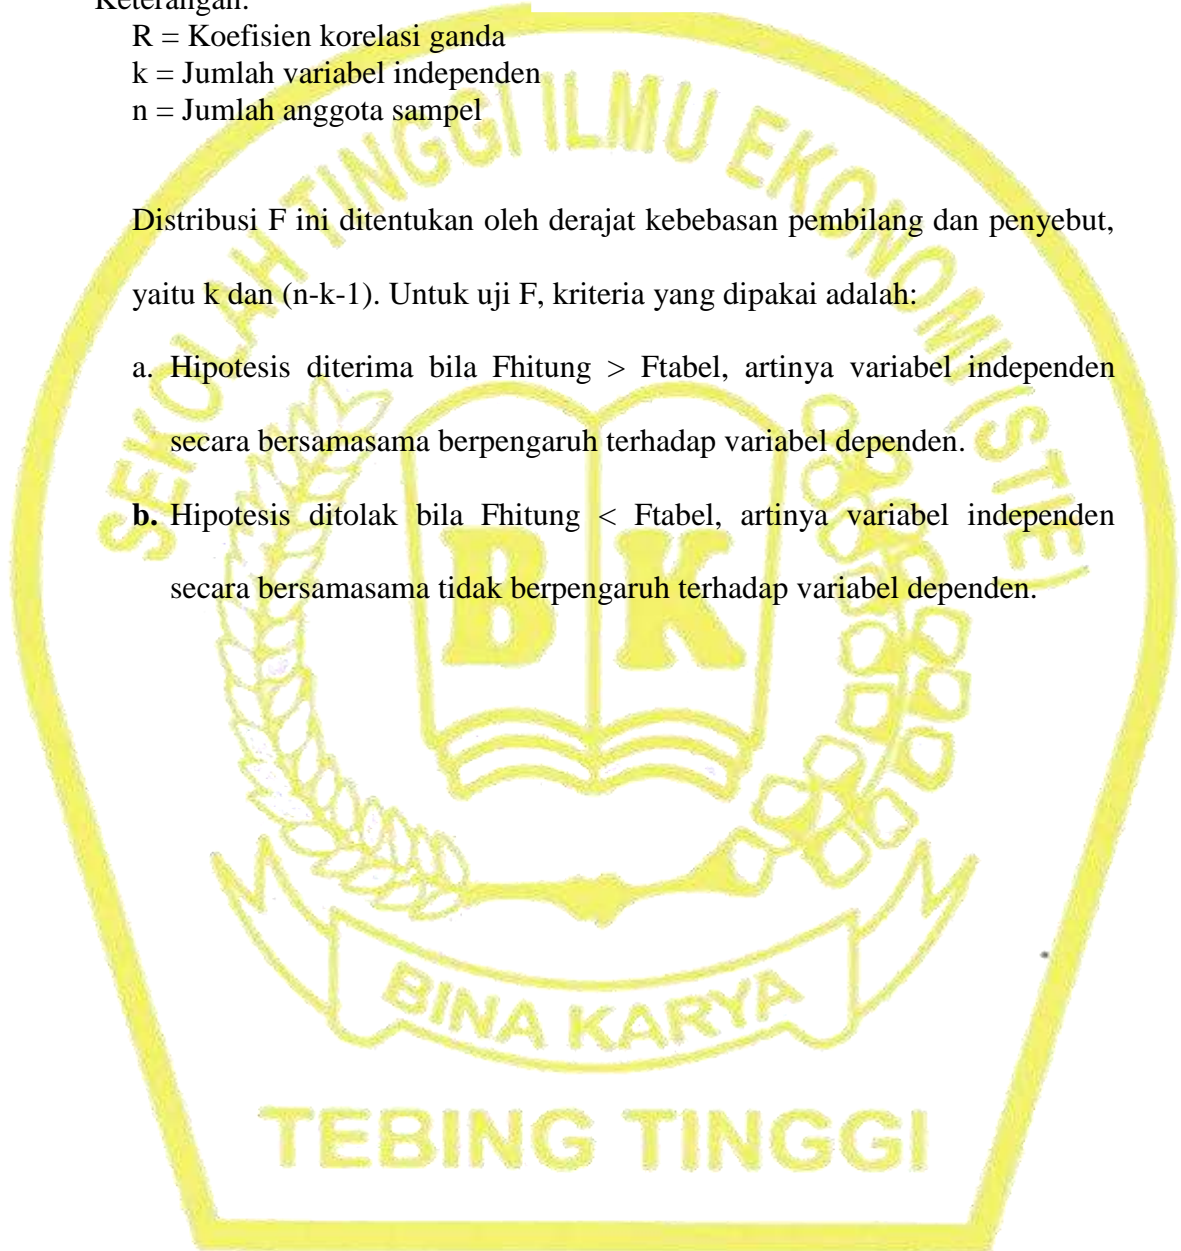 Keterangan:
R = Koefisien korelasi ganda
k = Jumlah variabel independen
n = Jumlah anggota sampel
Distribusi F ini ditentukan oleh derajat kebebasan pembilang dan penyebut,
yaitu k dan (n-k-1). Untuk uji F, kriteria yang dipakai adalah:
a. Hipotesis diterima bila Fhitung > Ftabel, artinya variabel independen
secara bersamasama berpengaruh terhadap variabel dependen.
b. Hipotesis ditolak bila Fhitung < Ftabel, artinya variabel independen
secara bersamasama tidak berpengaruh terhadap variabel dependen.
SEKOLAH TINGGI ILMU EKONOMI (STIE)
B K
BINA KARYA
TEBING TINGGI